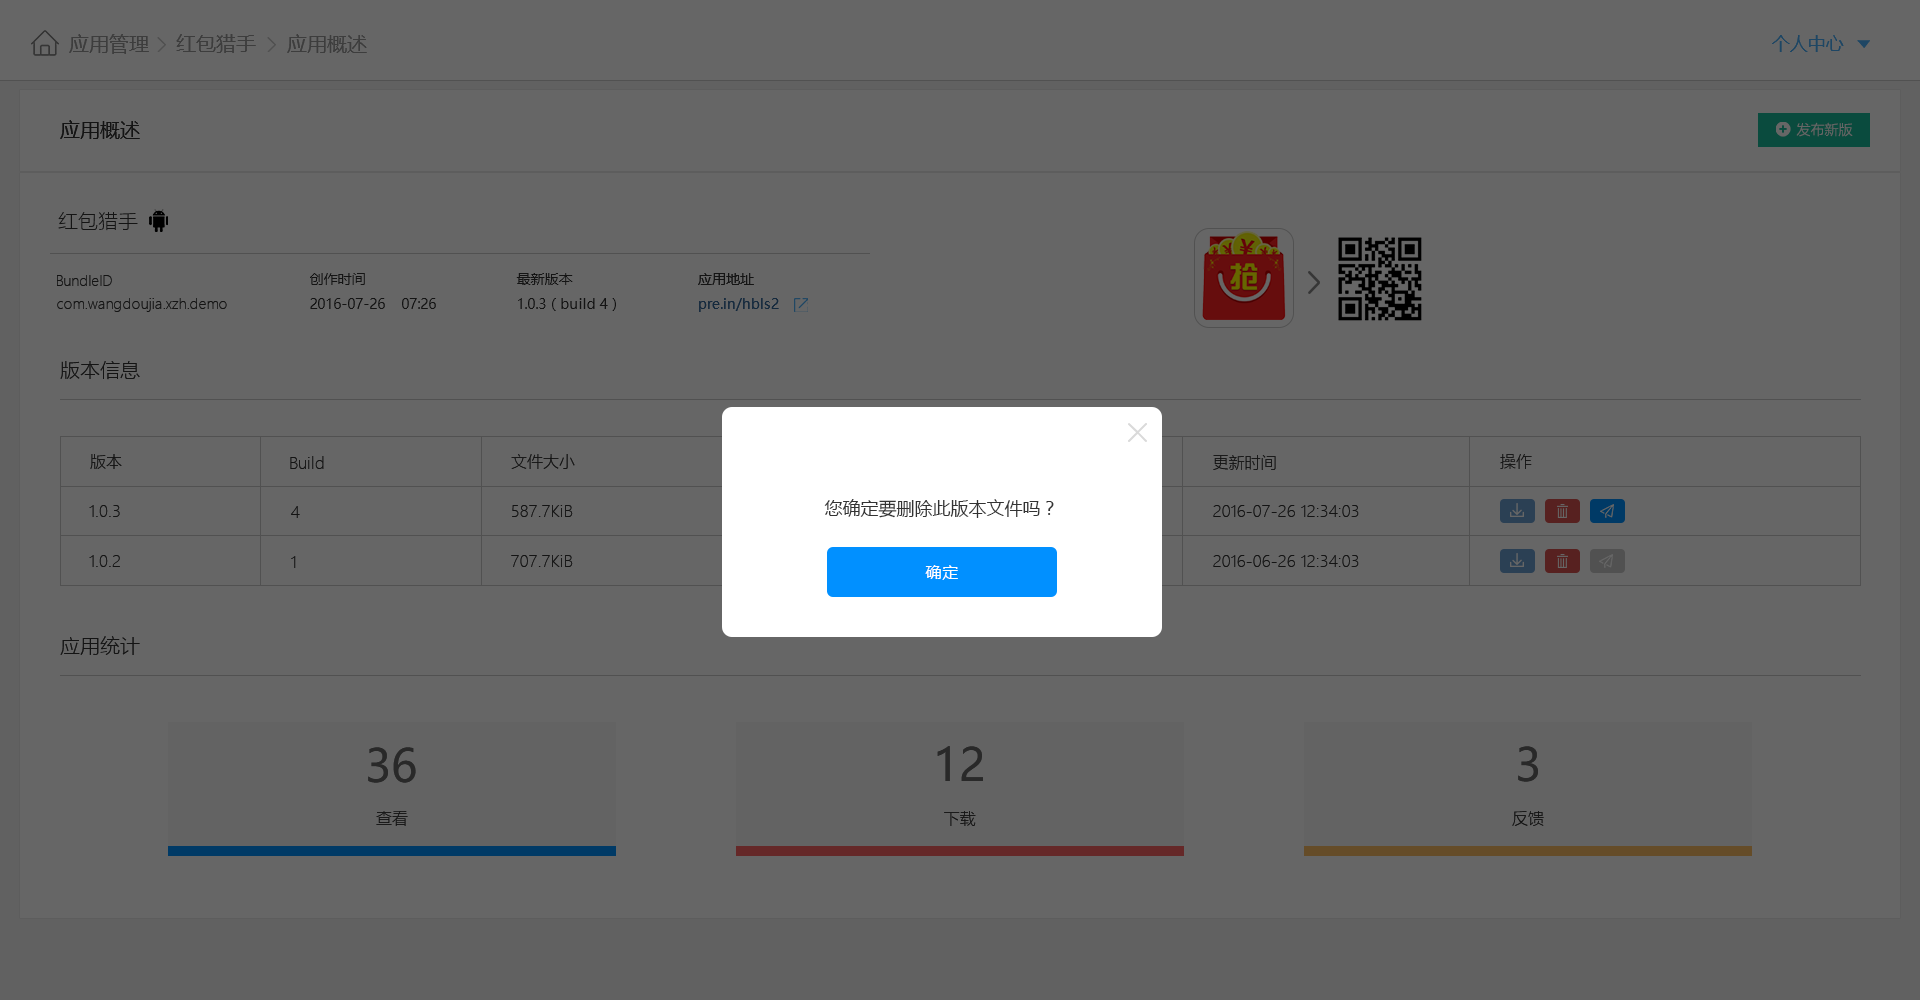 应用管理 > 红包猎手 > 应用概述
个人中心
应用概述
发布新版
红包猎手
BundleID 创作时间 最新版本 应用地址
com.wangdoujia.xzh.demo 2016-07-26 07:26 1.0.3 ( build 4 ) pre.in/hbls2
抢
版本信息
版本 Build 文件大小 更新时间 操作
1.0.3 4 587.7KiB 2016-07-26 12:34:03
1.0.2 1 707.7KiB 2016-06-26 12:34:03
您确定要删除此版本文件吗？
确定
应用统计
36 12 3
查看 下载 反馈